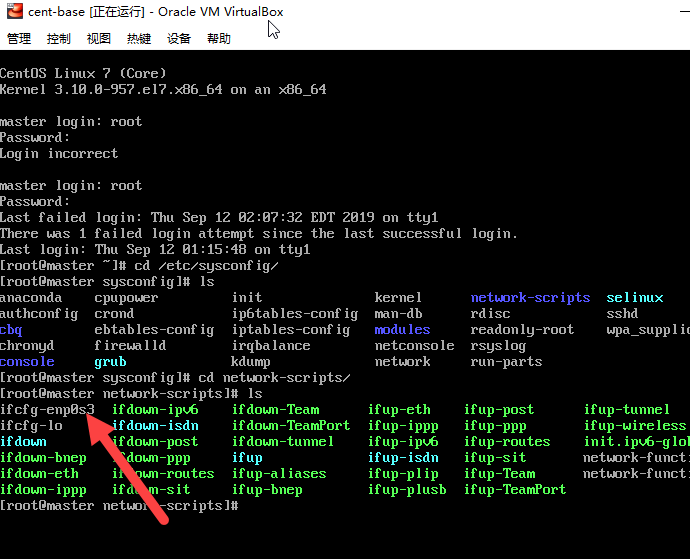 cent-base [正在运行] - Oracle VM VirtualBox
管理 控制 视图 热键 设备 帮助
CentOS Linux 7 (Core)
Kernel 3.10.0-957.el7.x86_64 on an x86_64
master login: root
Password:
Login incorrect
master login: root
Password:
Last failed login: Thu Sep 12 02:07:32 EDT 2019 on tty1
There was 1 failed login attempt since the last successful login.
Last login: Thu Sep 12 01:15:48 on tty1
[root@master ~]# cd /etc/sysconfig/
[root@master sysconfig]# ls
anaconda cpupower init kernel network-scripts selinux
authconfig crond ip6tables-config man-db rdisc sshd
cbq ebtables-config iptables-config modules readonly-root wpa_supplic
chronyd firewalld irqbalance netconsole rsyslog
console grub kdump network run-parts
[root@master sysconfig]# cd network-scripts/
[root@master network-scripts]# ls
ifcfg-enp0s3 ifdown-ipv6 ifdown-Team ifup-eth ifup-post ifup-tunnel
ifcfg-lo ifdown-isdn ifdown-TeamPort ifup-ippp ifup-ppp ifup-wireless
ifdown ifdown-post ifdown-tunnel ifup-ipv6 ifup-routes init.ipv6-glob
ifdown-bnep ifdown-ppp ifup ifup-isdn ifup-sit network-functi
ifdown-eth ifdown-routes ifup-aliases ifup-plip ifup-Team network-functi
ifdown-ippp ifdown-sit ifup-bnep ifup-plusb ifup-TeamPort
[root@master network-scripts]#